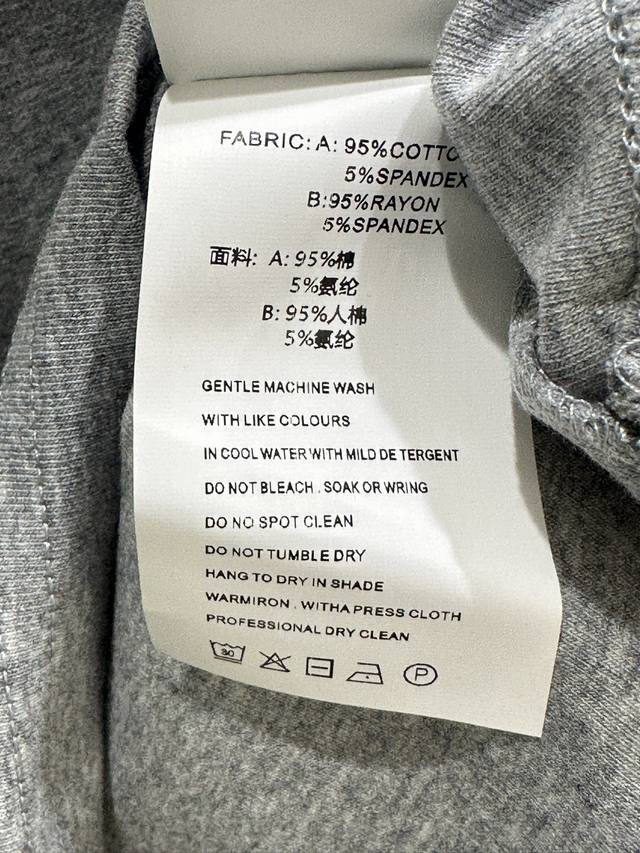 FABRIC: A: 95%COTTO
5%SPANDEX
B:95%RAYON
5%SPANDEX
面料: A: 95%棉
5%氨纶
B: 95%人棉
5%氨纶
GENTLE MACHINE WASH
WITH LIKE COLOURS
IN COOL WATER WITH MILD DE TERGENT
DO NOT BLEACH . SOAK OR WRING
DO NO SPOT CLEAN
DO NOT TUMBLE DRY
HANG TO DRY IN SHADE
WARMIRON . WITHA PRESS CLOTH
PROFESSIONAL DRY CLEAN
30 P